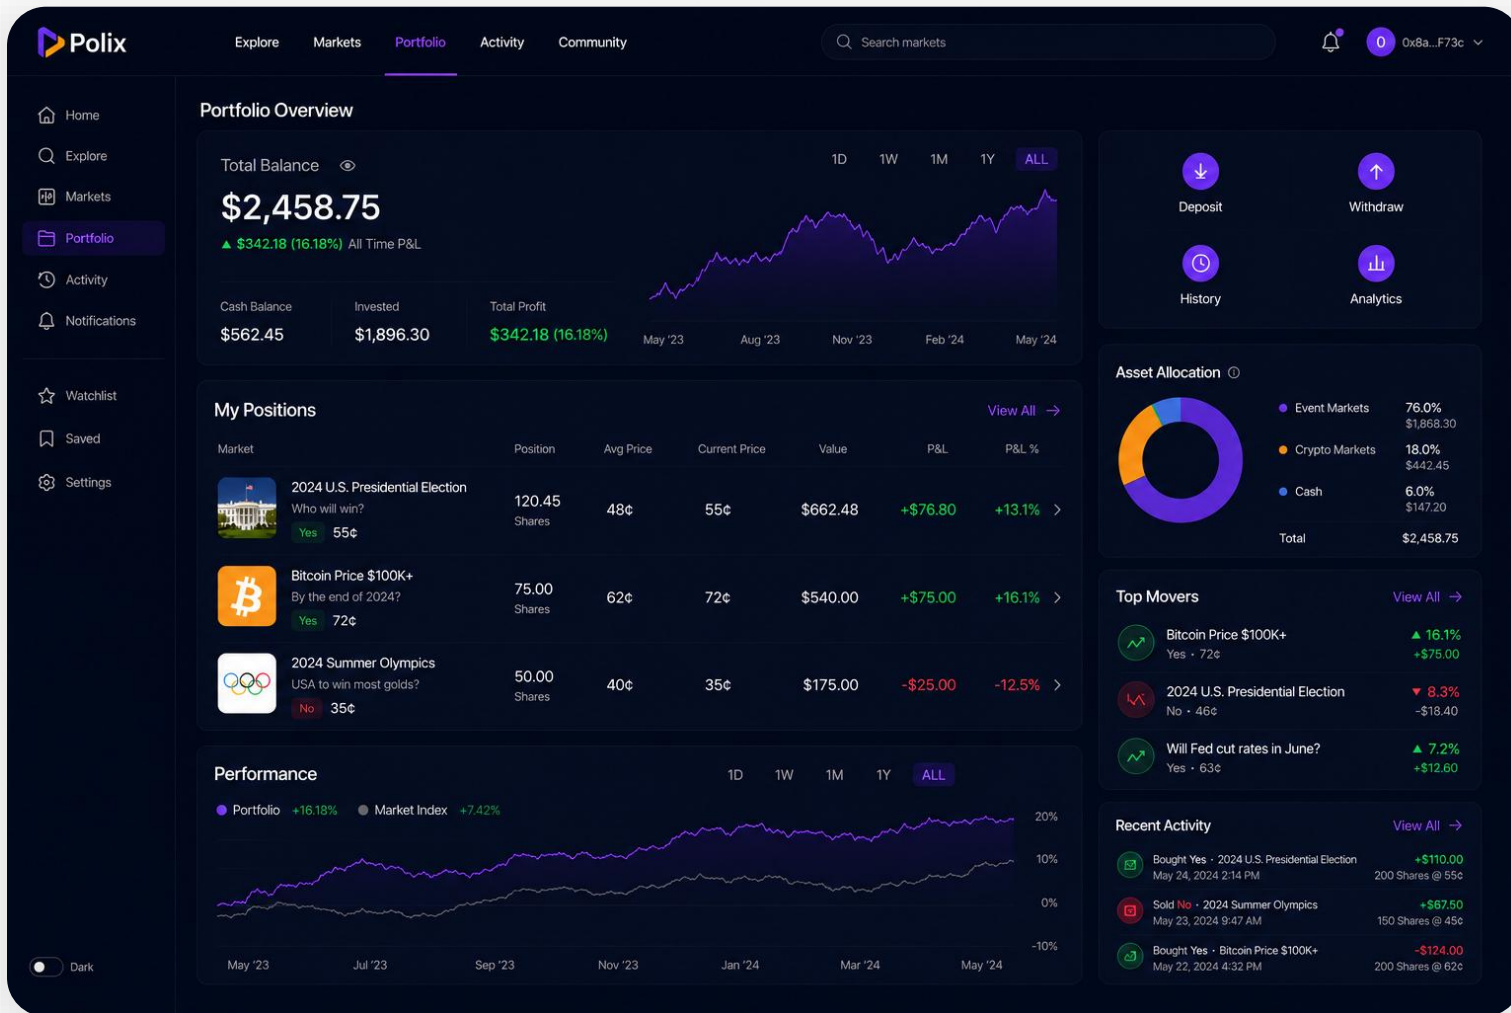 Polix
Explore Markets Portfolio Activity Community
Search markets
0 0x8a...F73c
Home
Explore
Markets
Portfolio
Activity
Notifications
Watchlist
Saved
Settings
Dark
Portfolio Overview
Total Balance
$2,458.75
▲ $342.18 (16.18%) All Time P&L
Cash Balance Invested Total Profit
$562.45 $1,896.30 $342.18 (16.18%)
1D 1W 1M 1Y ALL
May '23 Aug '23 Nov '23 Feb '24 May '24
My Positions View All →
Market Position Avg Price Current Price Value P&L P&L %
2024 U.S. Presidential Election
Who will win?
Yes 55¢
120.45
Shares
48¢ 55¢ $662.48 +$76.80 +13.1%
Bitcoin Price $100K+
By the end of 2024?
Yes 72¢
75.00
Shares
62¢ 72¢ $540.00 +$75.00 +16.1%
2024 Summer Olympics
USA to win most golds?
No 35¢
50.00
Shares
40¢ 35¢ $175.00 -$25.00 -12.5%
Performance
1D 1W 1M 1Y ALL
Portfolio +16.18% Market Index +7.42%
20%
10%
0%
-10%
May '23 Jul '23 Sep '23 Nov '23 Jan '24 Mar '24 May '24
Deposit Withdraw
History Analytics
Asset Allocation
Event Markets 76.0%
$1,868.30
Crypto Markets 18.0%
$442.45
Cash 6.0%
$147.20
Total $2,458.75
Top Movers View All →
Bitcoin Price $100K+ ▲ 16.1%
Yes • 72¢ +$75.00
2024 U.S. Presidential Election ▼ 8.3%
No • 46¢ -$18.40
Will Fed cut rates in June? ▲ 7.2%
Yes • 63¢ +$12.60
Recent Activity View All →
Bought Yes · 2024 U.S. Presidential Election +$110.00
May 24, 2024 2:14 PM 200 Shares @ 55¢
Sold No · 2024 Summer Olympics +$67.50
May 23, 2024 9:47 AM 150 Shares @ 45¢
Bought Yes · Bitcoin Price $100K+ -$124.00
May 22, 2024 4:32 PM 200 Shares @ 62¢